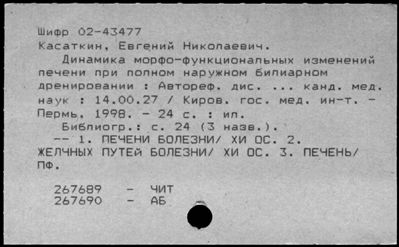 Шифр 02-43477
Касаткин, Евгений Николаевич.
Динамика морфо-функциональных изменений
печени при полном наружном билиарном
дренировании : Автореф. дис. ... канд. мед.
наук : 14.00.27 / Киров. гос. мед. ин-т. -
Пермь, 1998. - 24 с. : ил.
Библиогр.: с. 24 (3 назв.).
-- 1. ПЕЧЕНИ БОЛЕЗНИ/ ХИ ОС. 2.
ЖЕЛЧНЫХ ПУТЕЙ БОЛЕЗНИ/ ХИ ОС. 3. ПЕЧЕНЬ/
ПФ.
267689 - ЧИТ
267690 - АБ